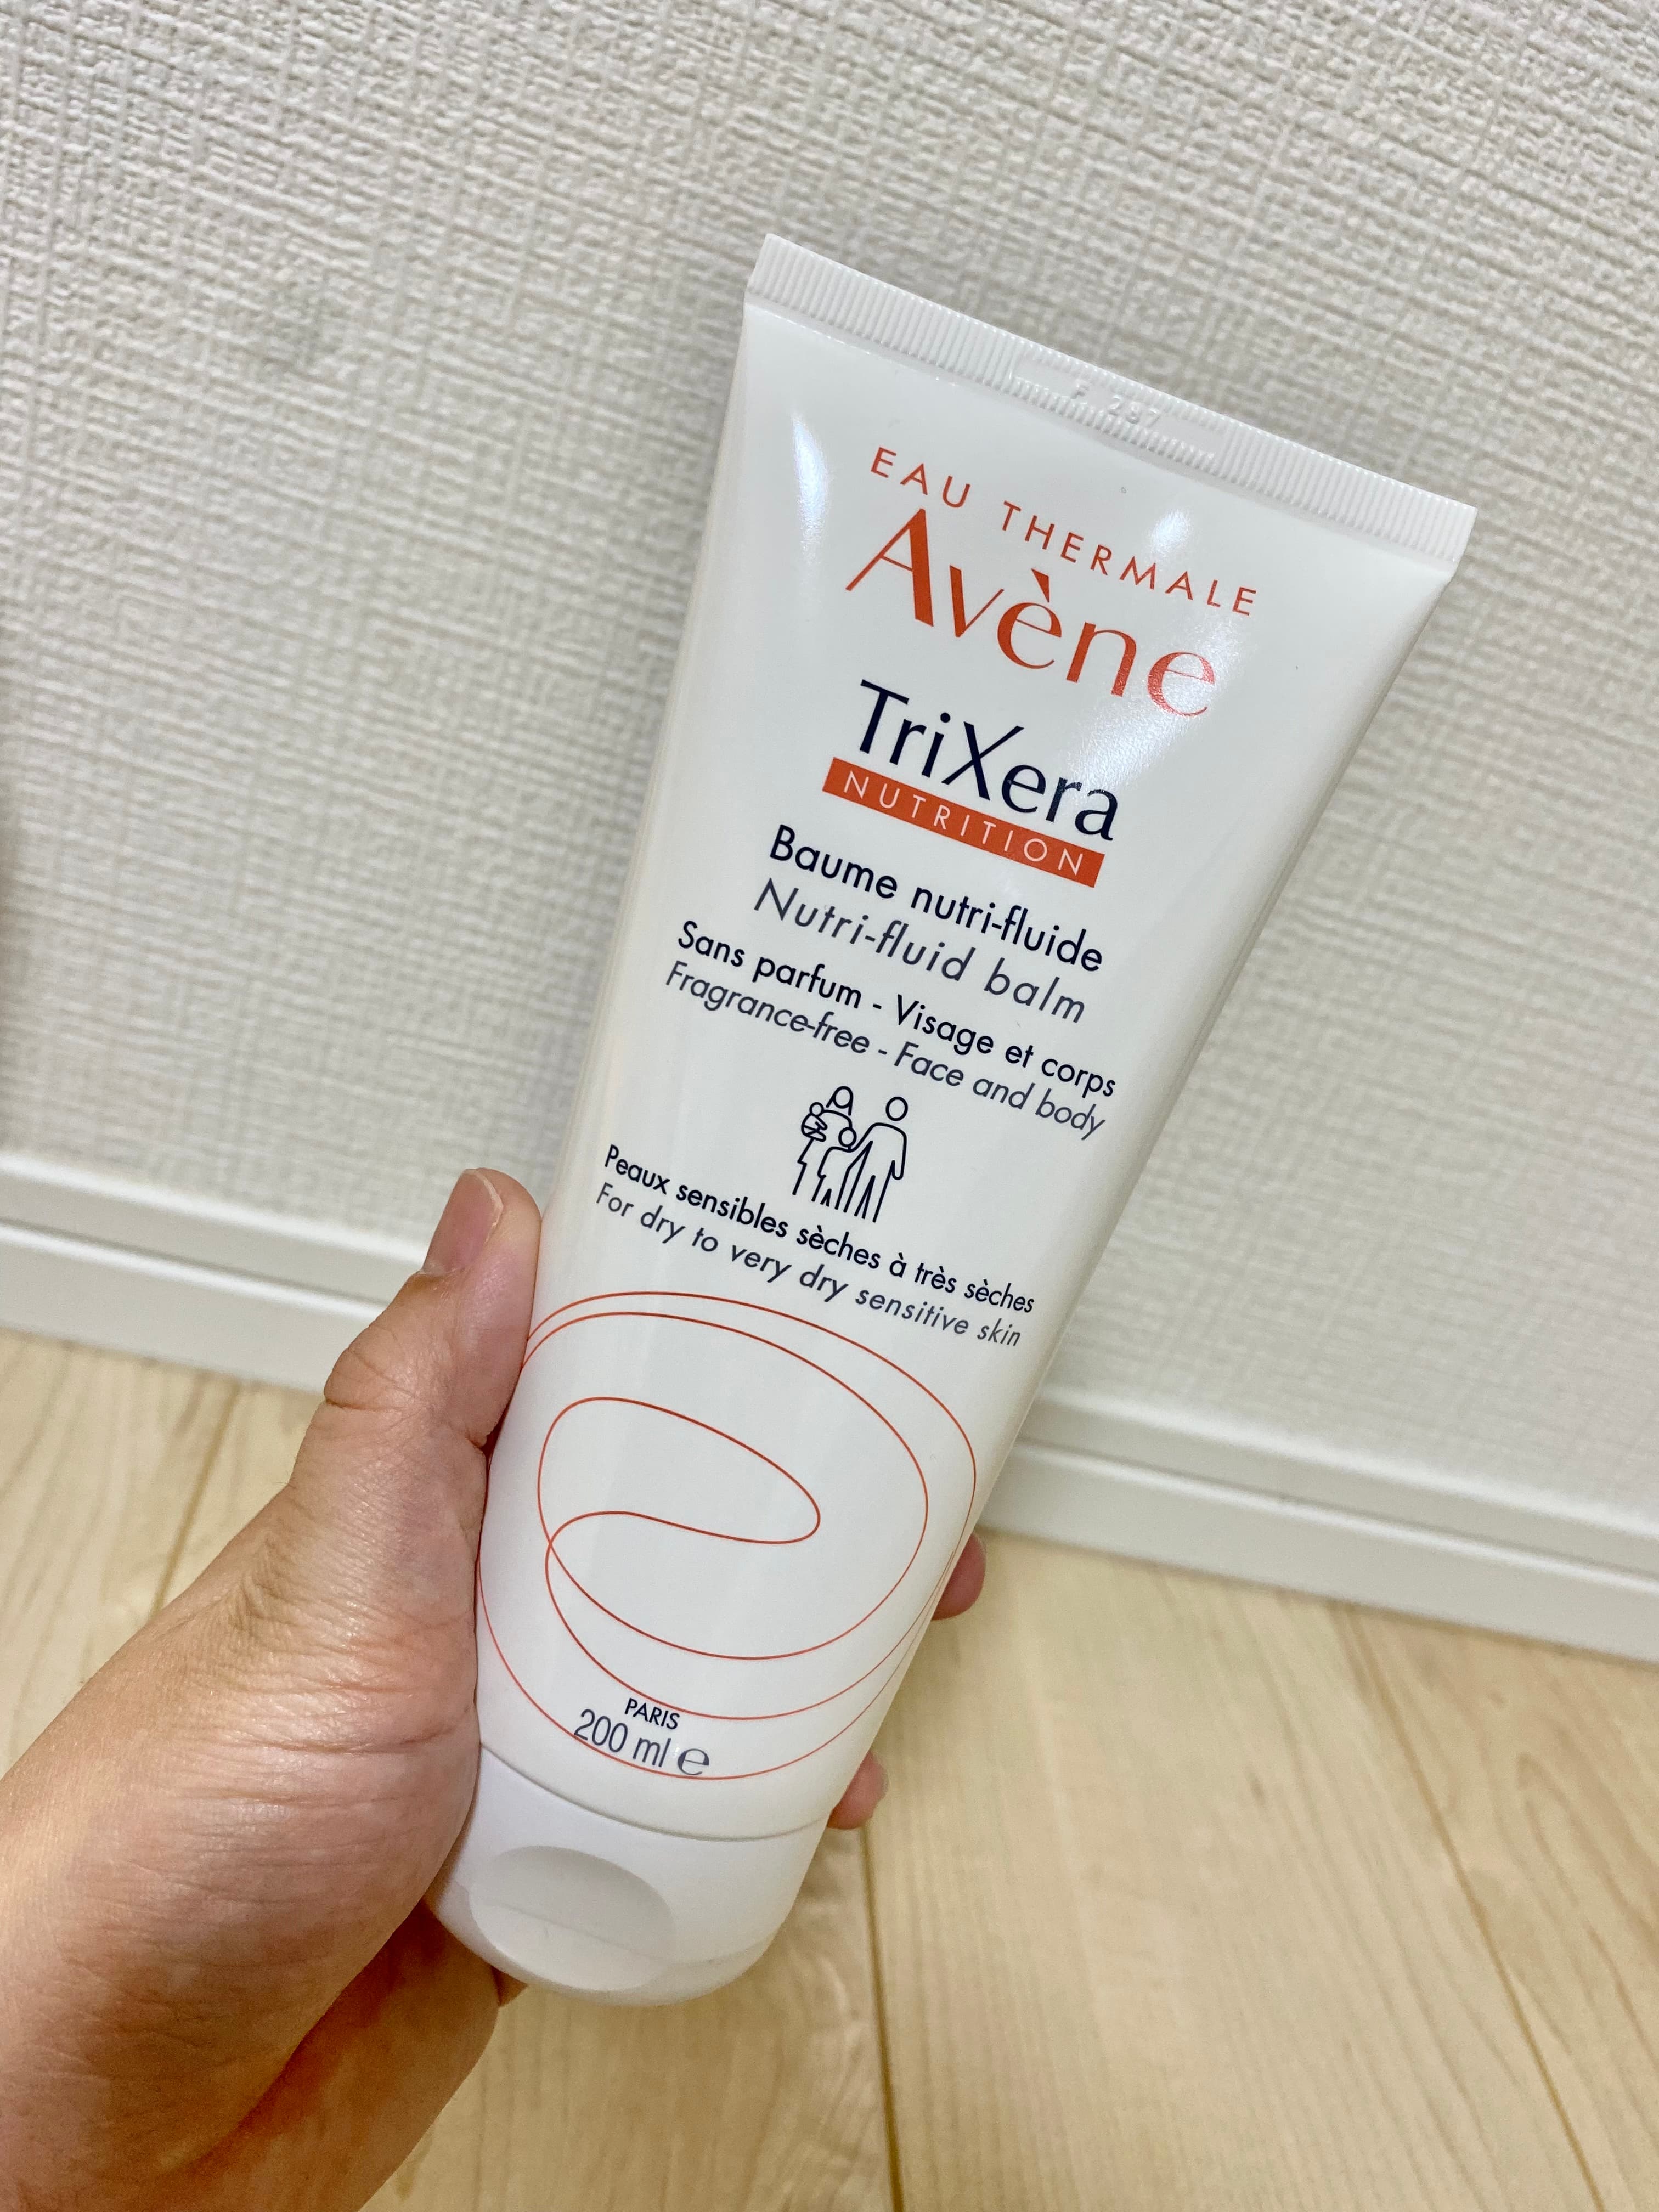 F 287
EAU THERMALE
Avène
TriXera
NUTRITION
Baume nutri-fluide
Nutri-fluid balm
Sans parfum - Visage et corps
Fragrance-free - Face and body
Peaux sensibles sèches à très sèches
For dry to very dry sensitive skin
PARIS
200 ml ℮